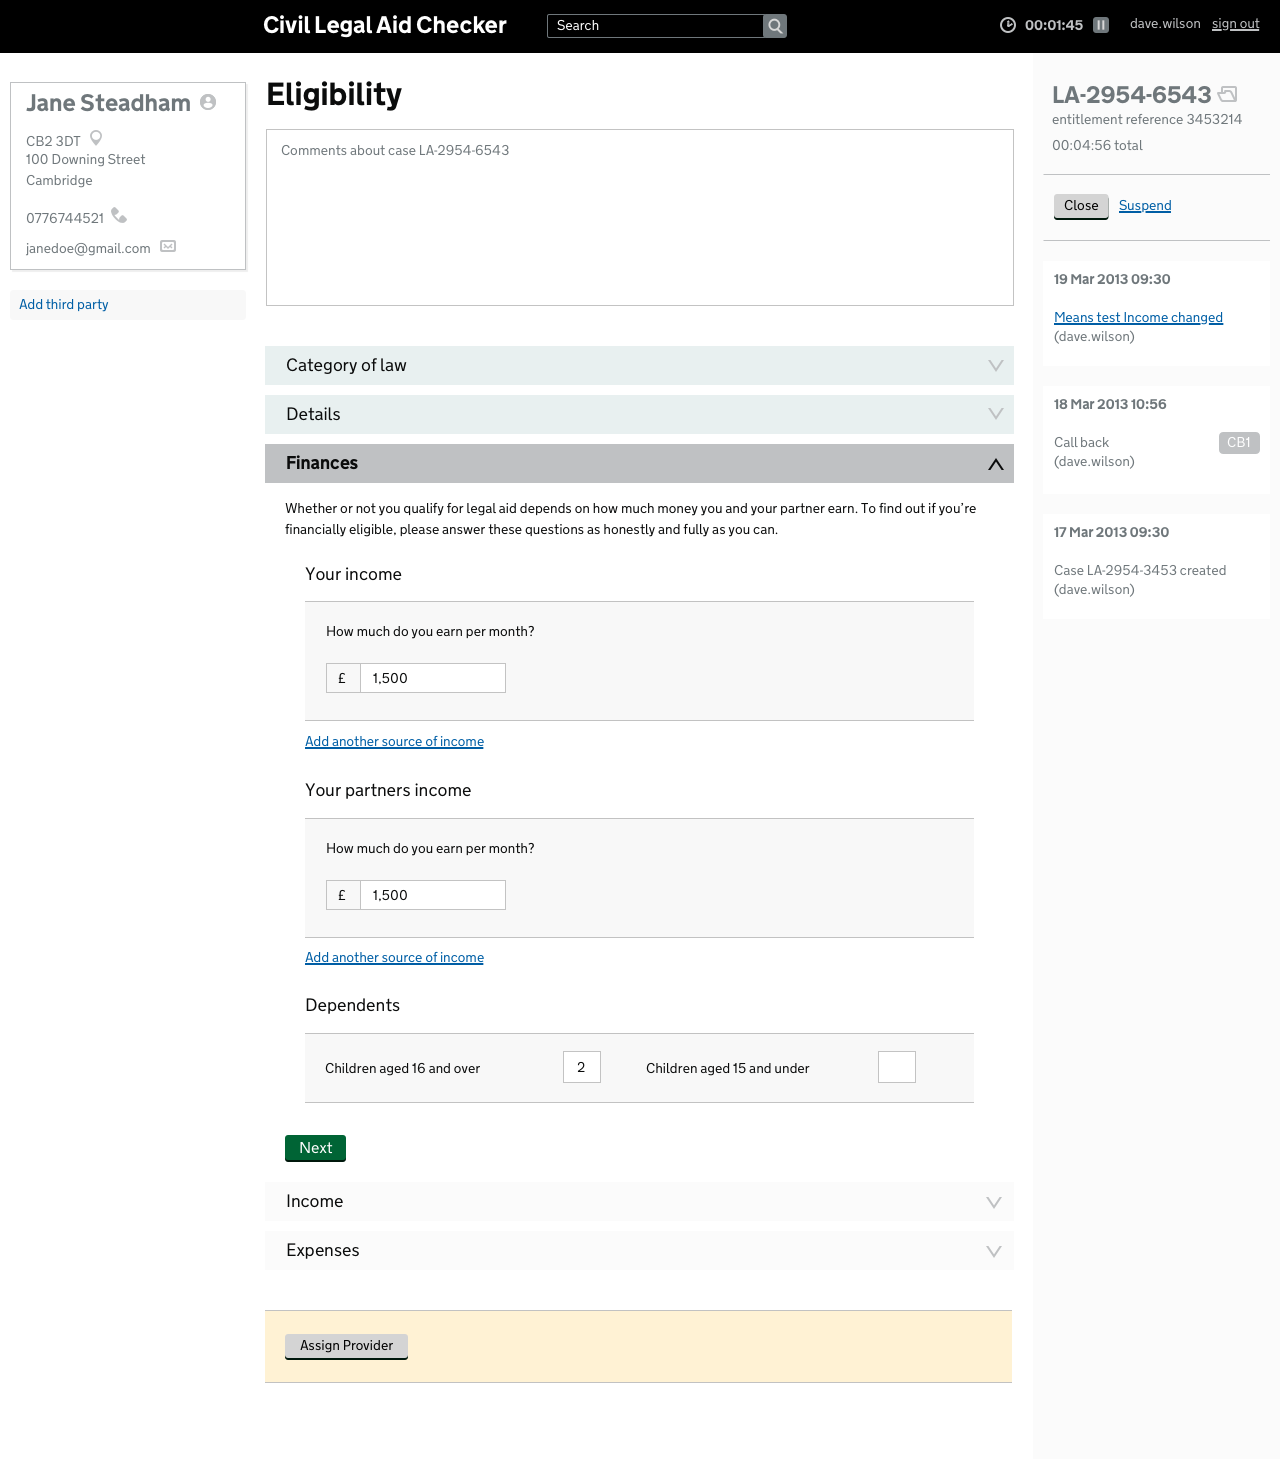 Civil Legal Aid Checker
Search
00:01:45
dave.wilson sign out
Jane Steadham
CB2 3DT
100 Downing Street
Cambridge
0776744521
janedoe@gmail.com
Add third party
Eligibility
Comments about case LA-2954-6543
Category of law
Details
Finances
Whether or not you qualify for legal aid depends on how much money you and your partner earn. To find out if you’re
financially eligible, please answer these questions as honestly and fully as you can.
Your income
How much do you earn per month?
£ 1,500
Add another source of income
Your partners income
How much do you earn per month?
£ 1,500
Add another source of income
Dependents
Children aged 16 and over 2 Children aged 15 and under
Next
Income
Expenses
Assign Provider
LA-2954-6543
entitlement reference 3453214
00:04:56 total
Close Suspend
19 Mar 2013 09:30
Means test Income changed
(dave.wilson)
18 Mar 2013 10:56
Call back CB1
(dave.wilson)
17 Mar 2013 09:30
Case LA-2954-3453 created
(dave.wilson)